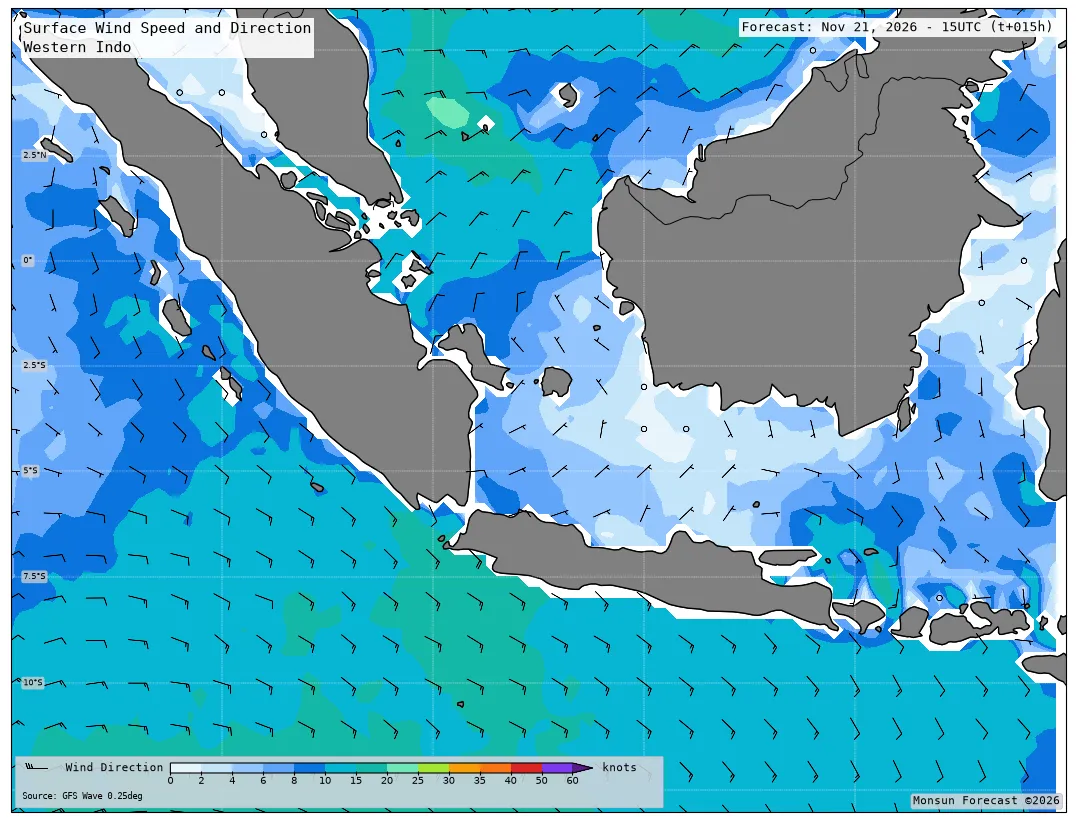 Surface Wind Speed and Direction
Western Indo
Forecast: Nov 21, 2026 - 15UTC (t+015h)
2.5°N
0°
2.5°S
5°S
7.5°S
10°S
Wind Direction
0 2 4 6 8 10 15 20 25 30 40 50 60
knots
Source: GFS Wave 0.25deg
Monsun Forecast ©2026